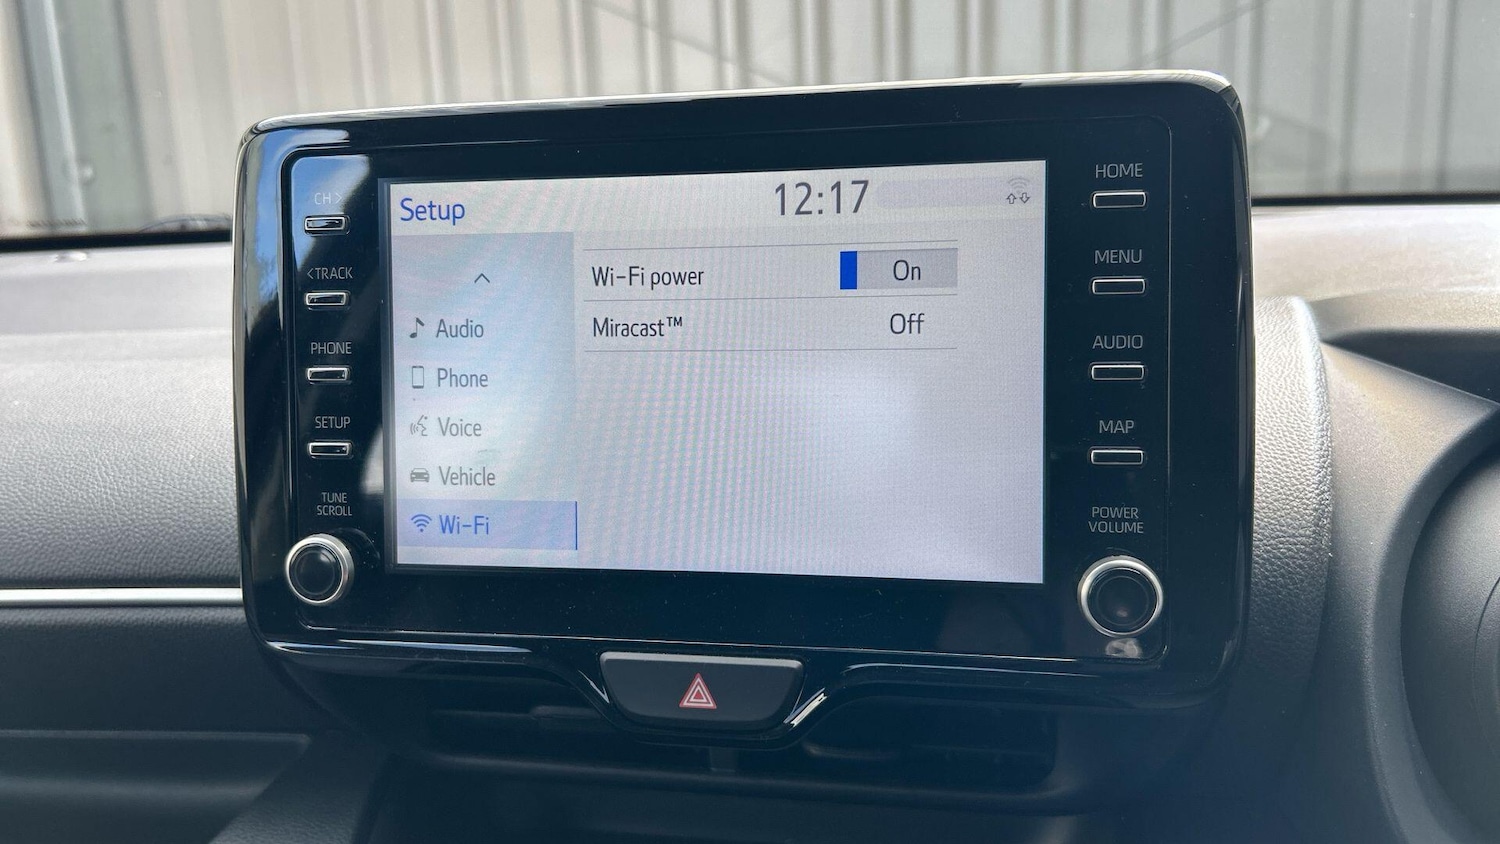 CH>
<TRACK
PHONE
SETUP
TUNE
SCROLL
Setup
12:17
Audio
Phone
Voice
Vehicle
Wi-Fi
Wi-Fi power
On
Miracast™
Off
HOME
MENU
AUDIO
MAP
POWER
VOLUME